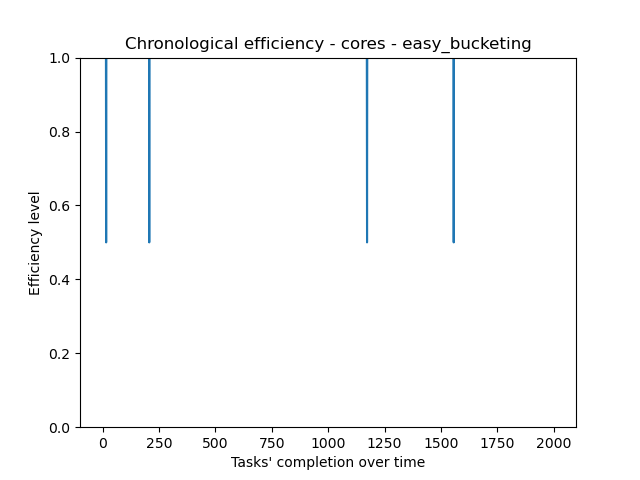 Chronological efficiency - cores - easy_bucketing
1.0
0.8
0.6
0.4
0.2
0.0
Efficiency level
0 250 500 750 1000 1250 1500 1750 2000
Tasks' completion over time